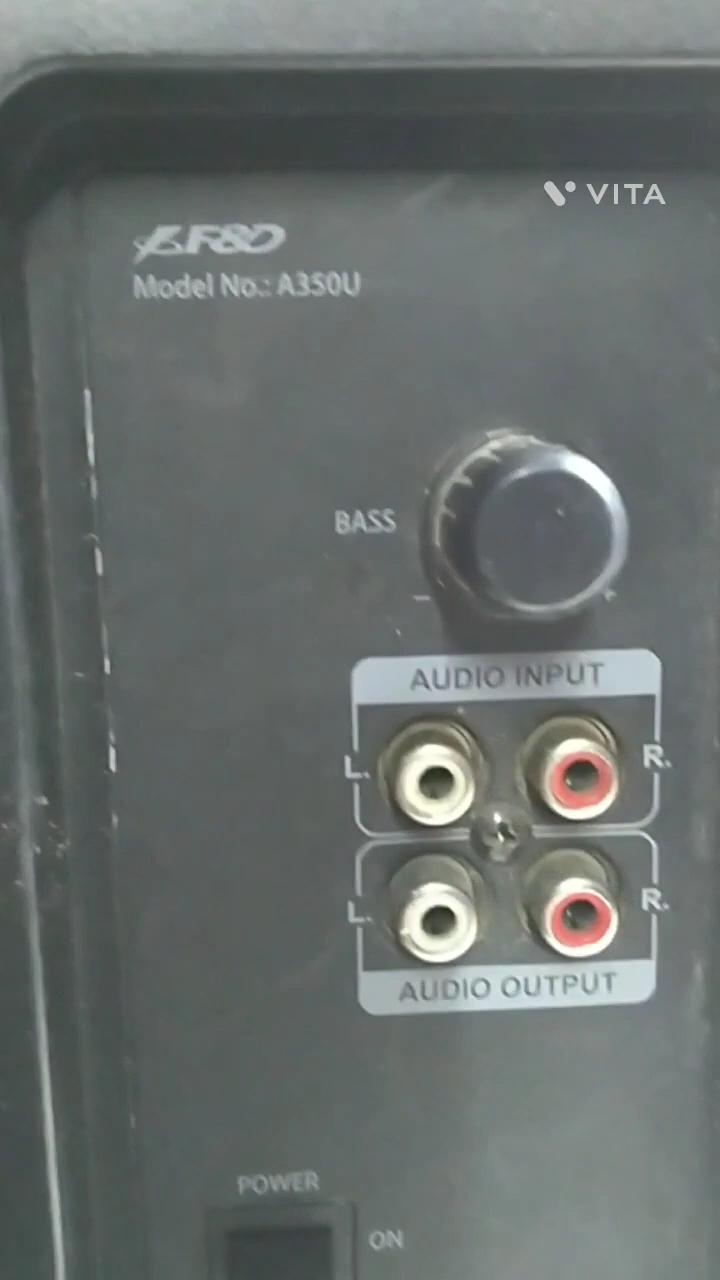 VITA
F&D
Model No.: A350U
BASS
- +
AUDIO INPUT
L. R.
L. R.
AUDIO OUTPUT
POWER
ON